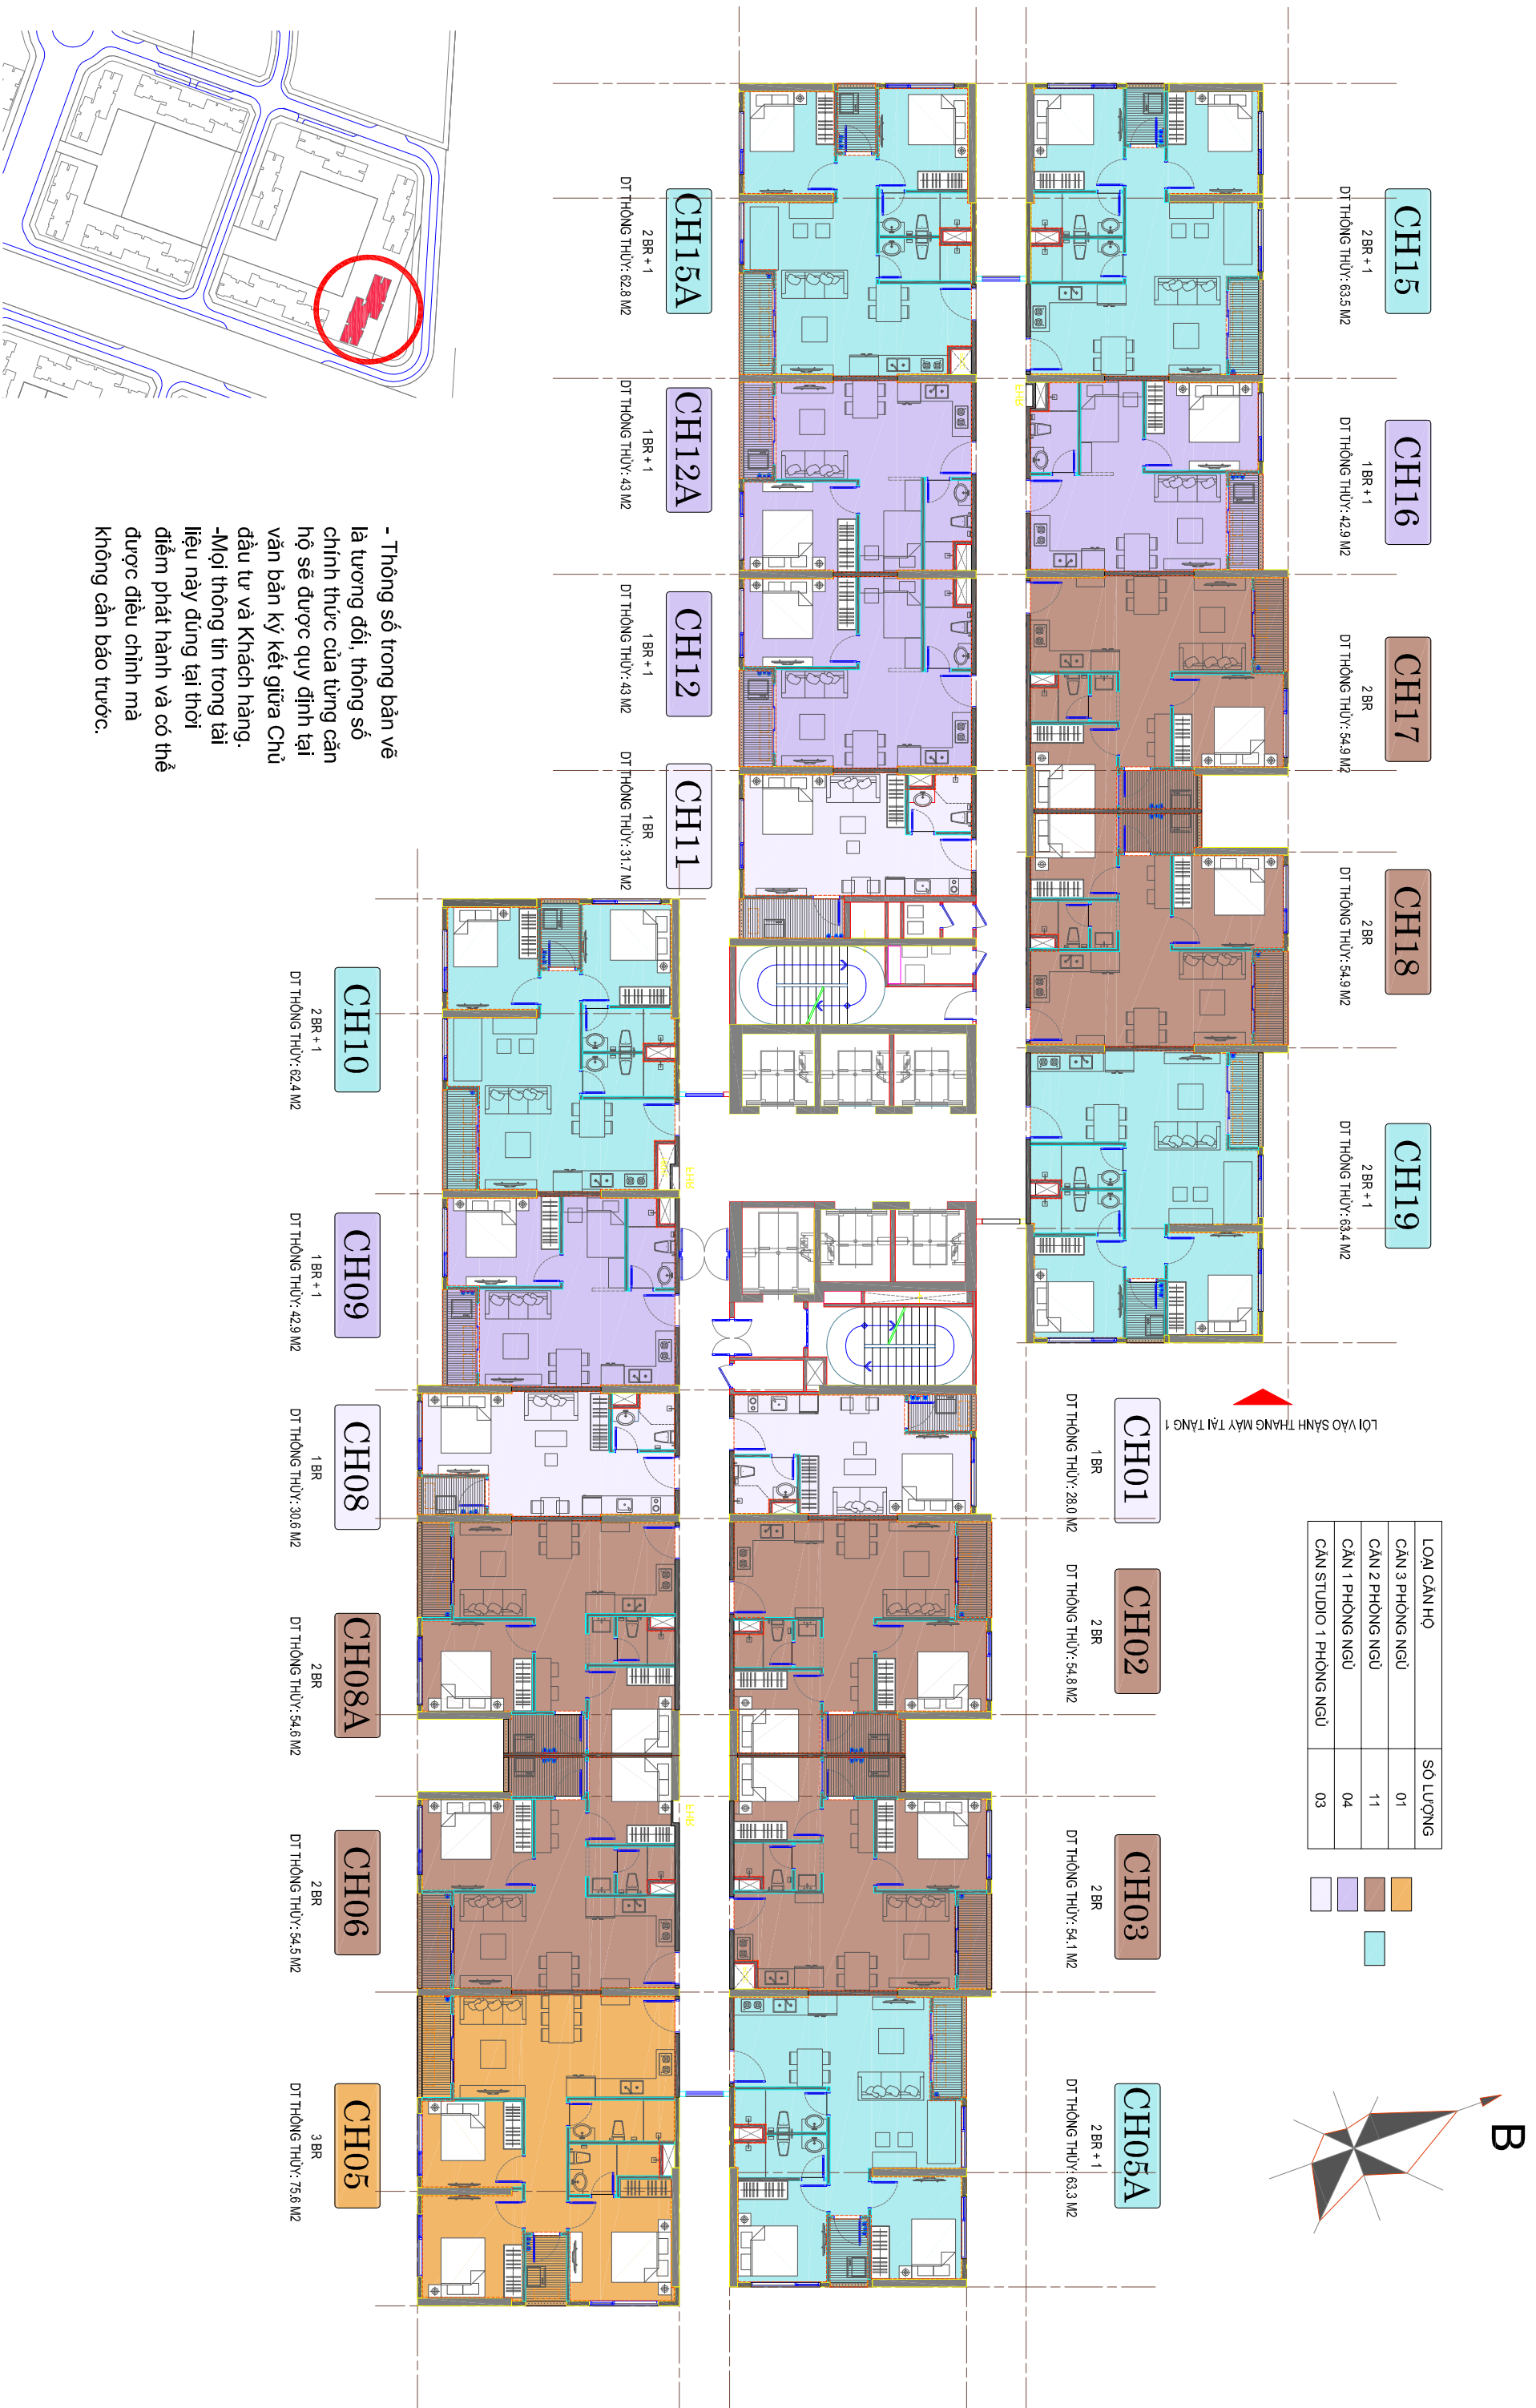 B
LOẠI CĂN HỘ SỐ LƯỢNG
CĂN 3 PHÒNG NGỦ 01
CĂN 2 PHÒNG NGỦ 11
CĂN 1 PHÒNG NGỦ 04
CĂN STUDIO 1 PHÒNG NGỦ 03
LỐI VÀO SẢNH THANG MÁY TẠI TẦNG 1
CH15
2 BR + 1
DT THÔNG THỦY: 63.5 M2
CH16
1 BR + 1
DT THÔNG THỦY: 42.9 M2
CH17
2 BR
DT THÔNG THỦY: 54.9 M2
CH18
2 BR
DT THÔNG THỦY: 54.9 M2
CH19
2 BR + 1
DT THÔNG THỦY: 63.4 M2
CH01
1 BR
DT THÔNG THỦY: 28.0 M2
CH02
2 BR
DT THÔNG THỦY: 54.8 M2
CH03
2 BR
DT THÔNG THỦY: 54.1 M2
CH05A
2 BR + 1
DT THÔNG THỦY: 63.3 M2
CH15A
2 BR + 1
DT THÔNG THỦY: 62.8 M2
CH12A
1 BR + 1
DT THÔNG THỦY: 43 M2
CH12
1 BR + 1
DT THÔNG THỦY: 43 M2
CH11
1 BR
DT THÔNG THỦY: 31.7 M2
CH10
2 BR + 1
DT THÔNG THỦY: 62.4 M2
CH09
1 BR + 1
DT THÔNG THỦY: 42.9 M2
CH08
1 BR
DT THÔNG THỦY: 30.6 M2
CH08A
2 BR
DT THÔNG THỦY: 54.6 M2
CH06
2 BR
DT THÔNG THỦY: 54.5 M2
CH05
3 BR
DT THÔNG THỦY: 75.6 M2
- Thông số trong bản vẽ
là tương đối, thông số
chính thức của từng căn
hộ sẽ được quy định tại
văn bản ký kết giữa Chủ
đầu tư và Khách hàng.
-Mọi thông tin trong tài
liệu này đúng tại thời
điểm phát hành và có thể
được điều chỉnh mà
không cần báo trước.